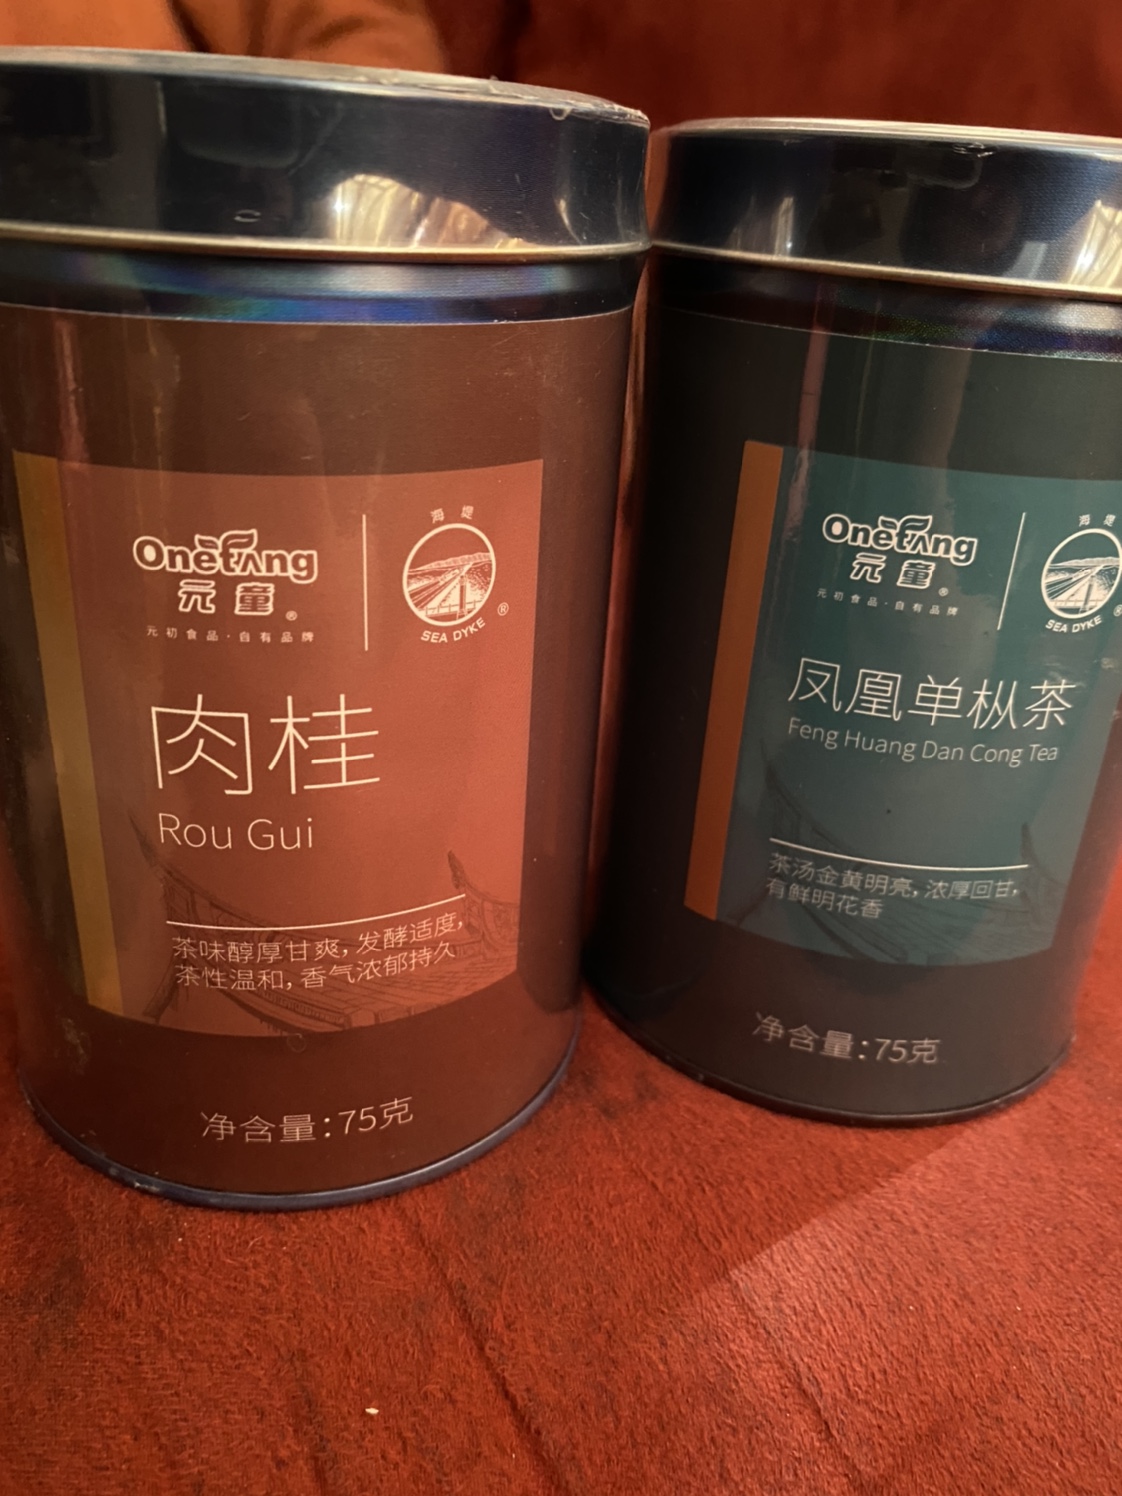 Onetang
元童®
元初食品·自有品牌
海堤
SEA DYKE ®
肉桂
Rou Gui
茶味醇厚甘爽,发酵适度,
茶性温和,香气浓郁持久
净含量:75克
Onetang
元童®
元初食品·自有品牌
海堤
SEA DYKE ®
凤凰单枞茶
Feng Huang Dan Cong Tea
茶汤金黄明亮,浓厚回甘,
有鲜明花香
净含量:75克